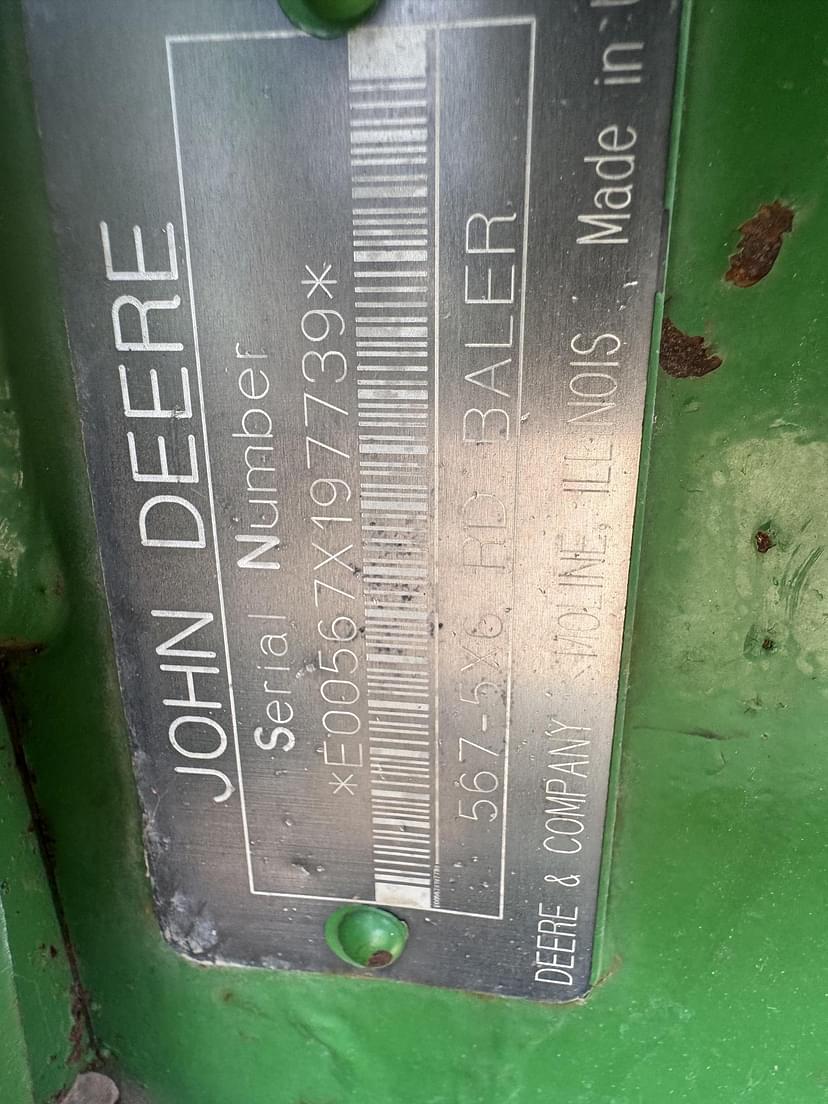 JOHN DEERE
Serial Number
*E00567X197739*
567-5X6 RD BALER
DEERE & COMPANY MOLINE, ILLINOIS Made in